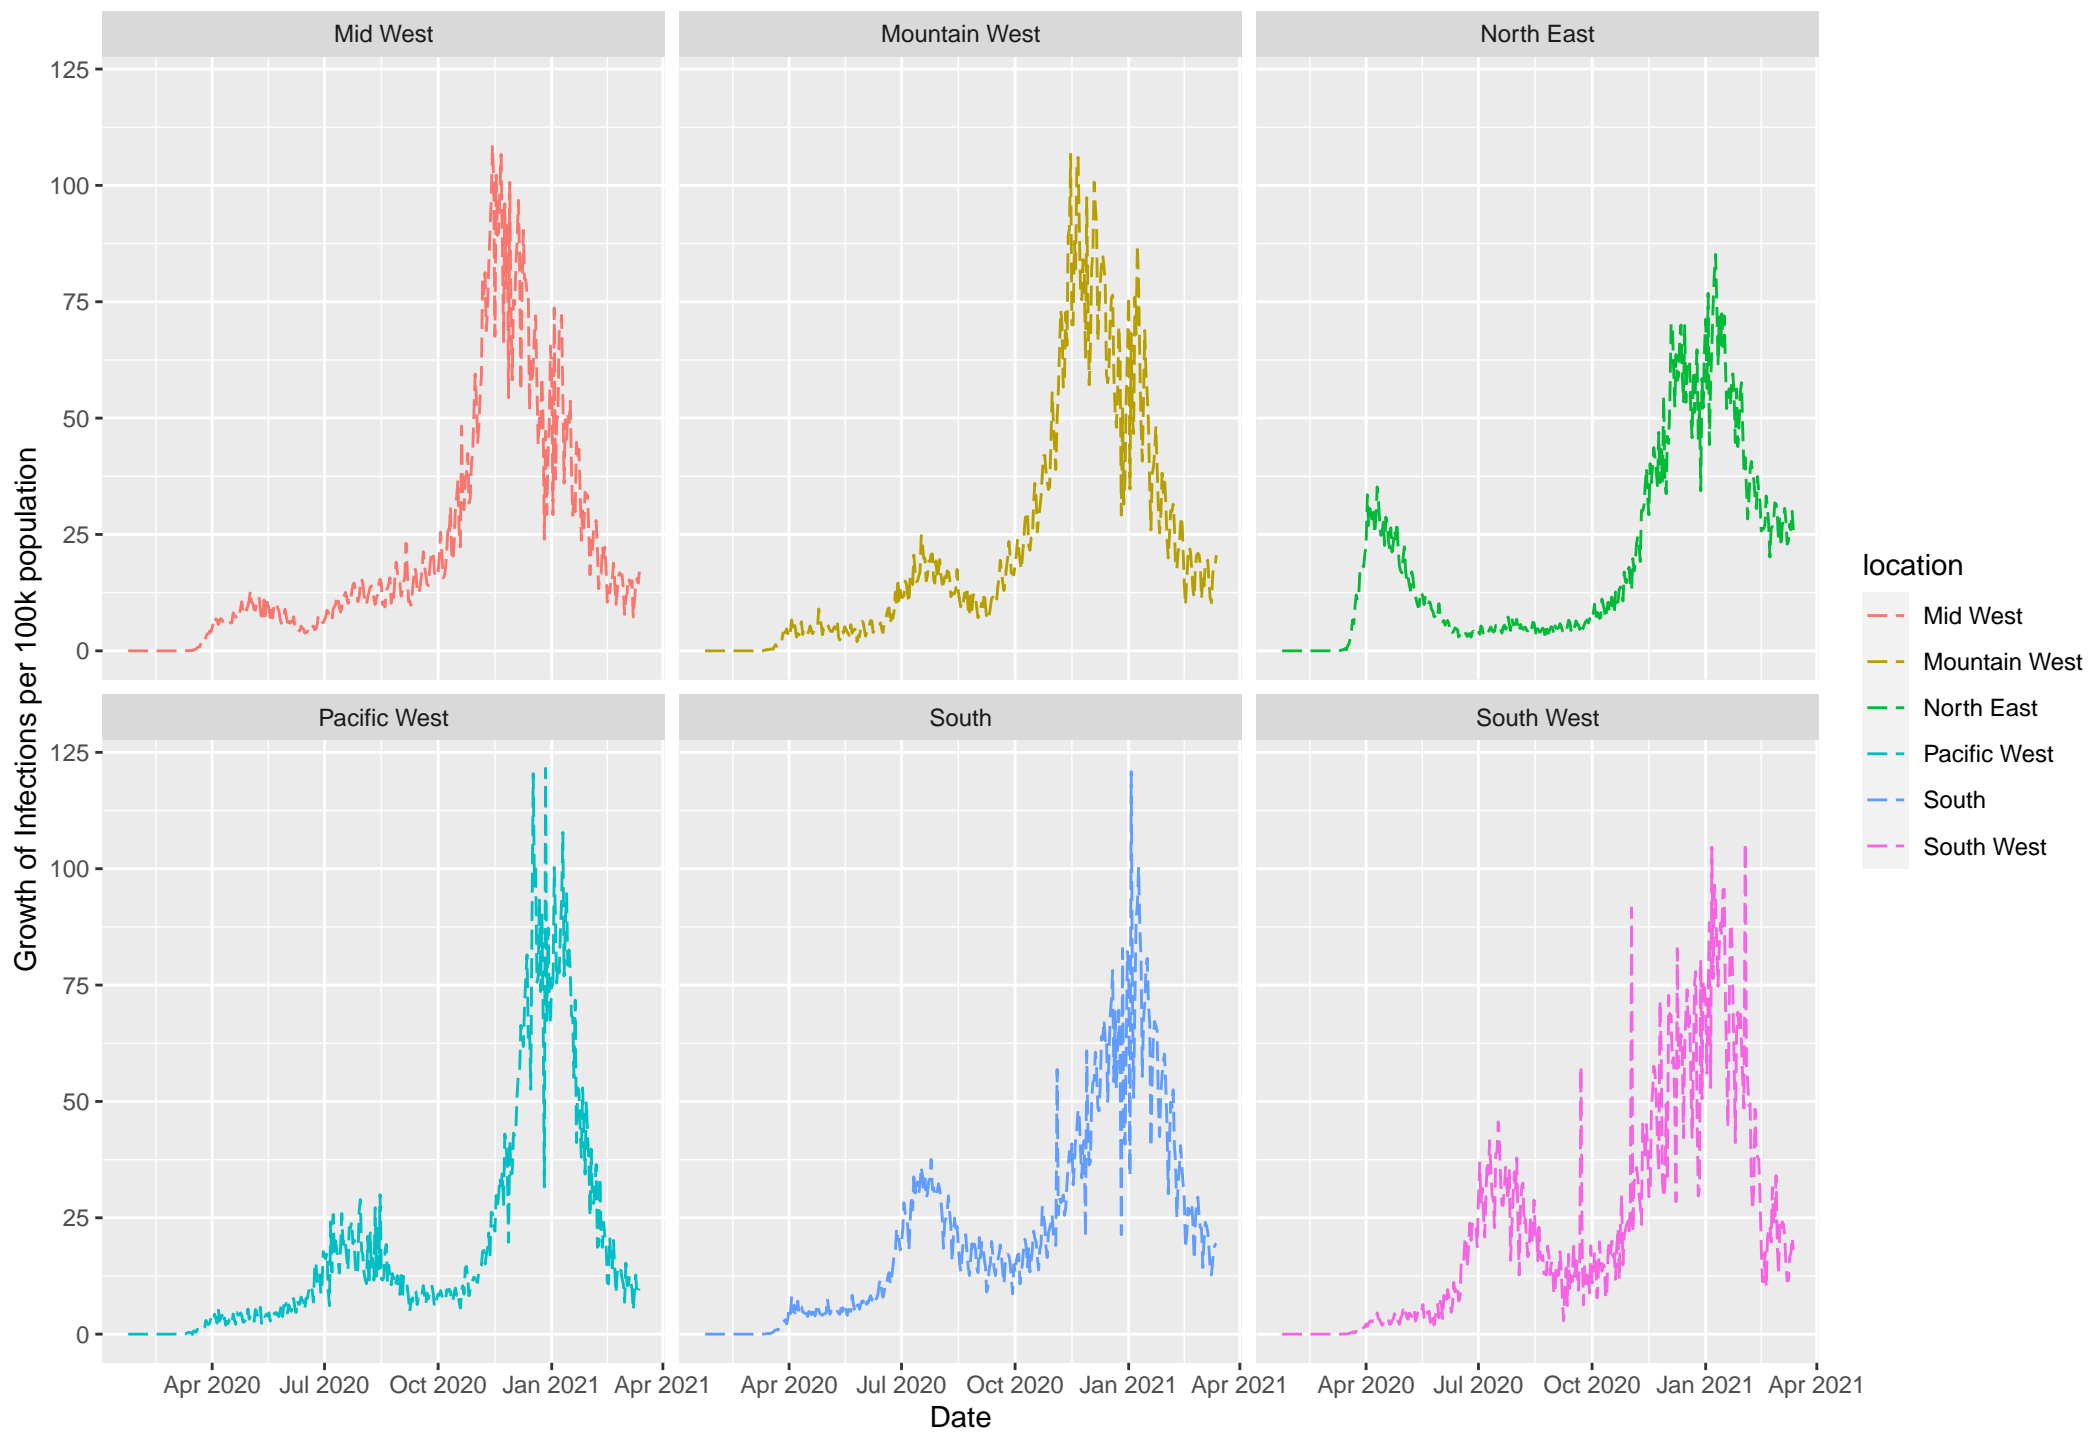 Mid West
Mountain West
North East
125
100
75
50
25
0
Pacific West
South
South West
125
100
75
50
25
0
Growth of Infections per 100k population
Apr 2020 Jul 2020 Oct 2020 Jan 2021 Apr 2021
Apr 2020 Jul 2020 Oct 2020 Jan 2021 Apr 2021
Apr 2020 Jul 2020 Oct 2020 Jan 2021 Apr 2021
Date
location
Mid West
Mountain West
North East
Pacific West
South
South West